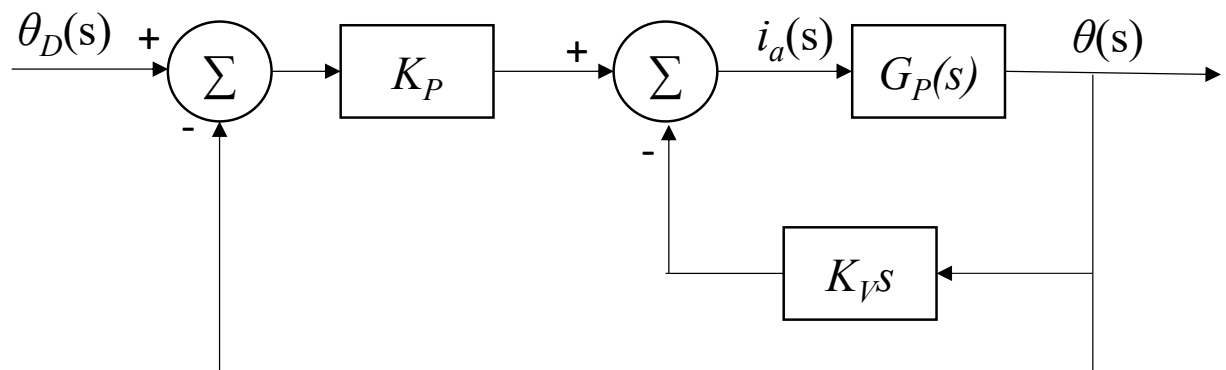 θ_D(s) + Σ K_P + Σ i_a(s) G_P(s) θ(s)
- -
K_V s